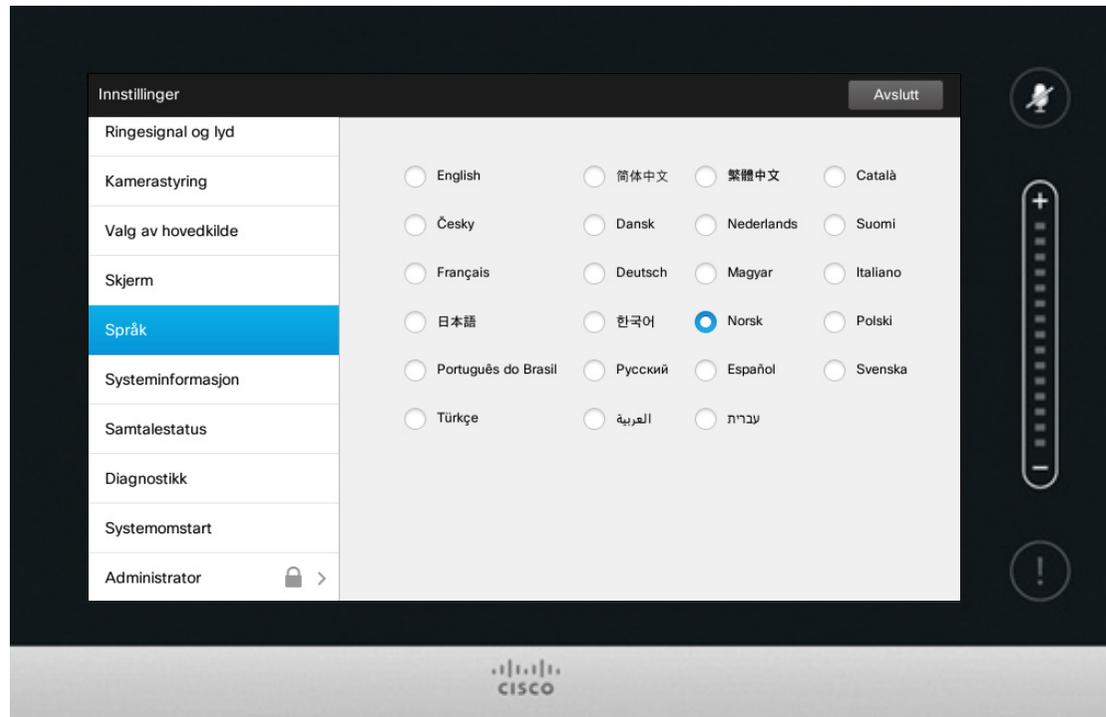 Innstillinger
Avslutt
Ringesignal og lyd
Kamerastyring
Valg av hovedkilde
Skjerm
Språk
Systeminformasjon
Samtalestatus
Diagnostikk
Systemomstart
Administrator
English
简体中文
繁體中文
Català
Česky
Dansk
Nederlands
Suomi
Français
Deutsch
Magyar
Italiano
日本語
한국어
Norsk
Polski
Português do Brasil
Русский
Español
Svenska
Türkçe
العربية
עברית
+
−
!
CISCO